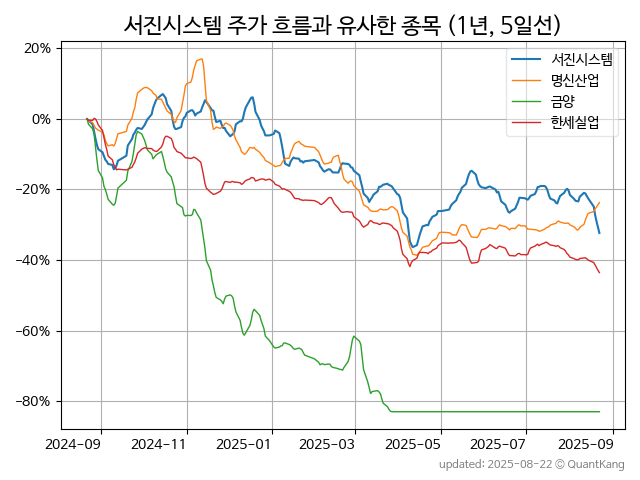 서진시스템 주가 흐름과 유사한 종목 (1년, 5일선)
20%
0%
−20%
−40%
−60%
−80%
서진시스템
명신산업
금양
한세실업
2024-09 2024-11 2025-01 2025-03 2025-05 2025-07 2025-09
updated: 2025-08-22 © QuantKang